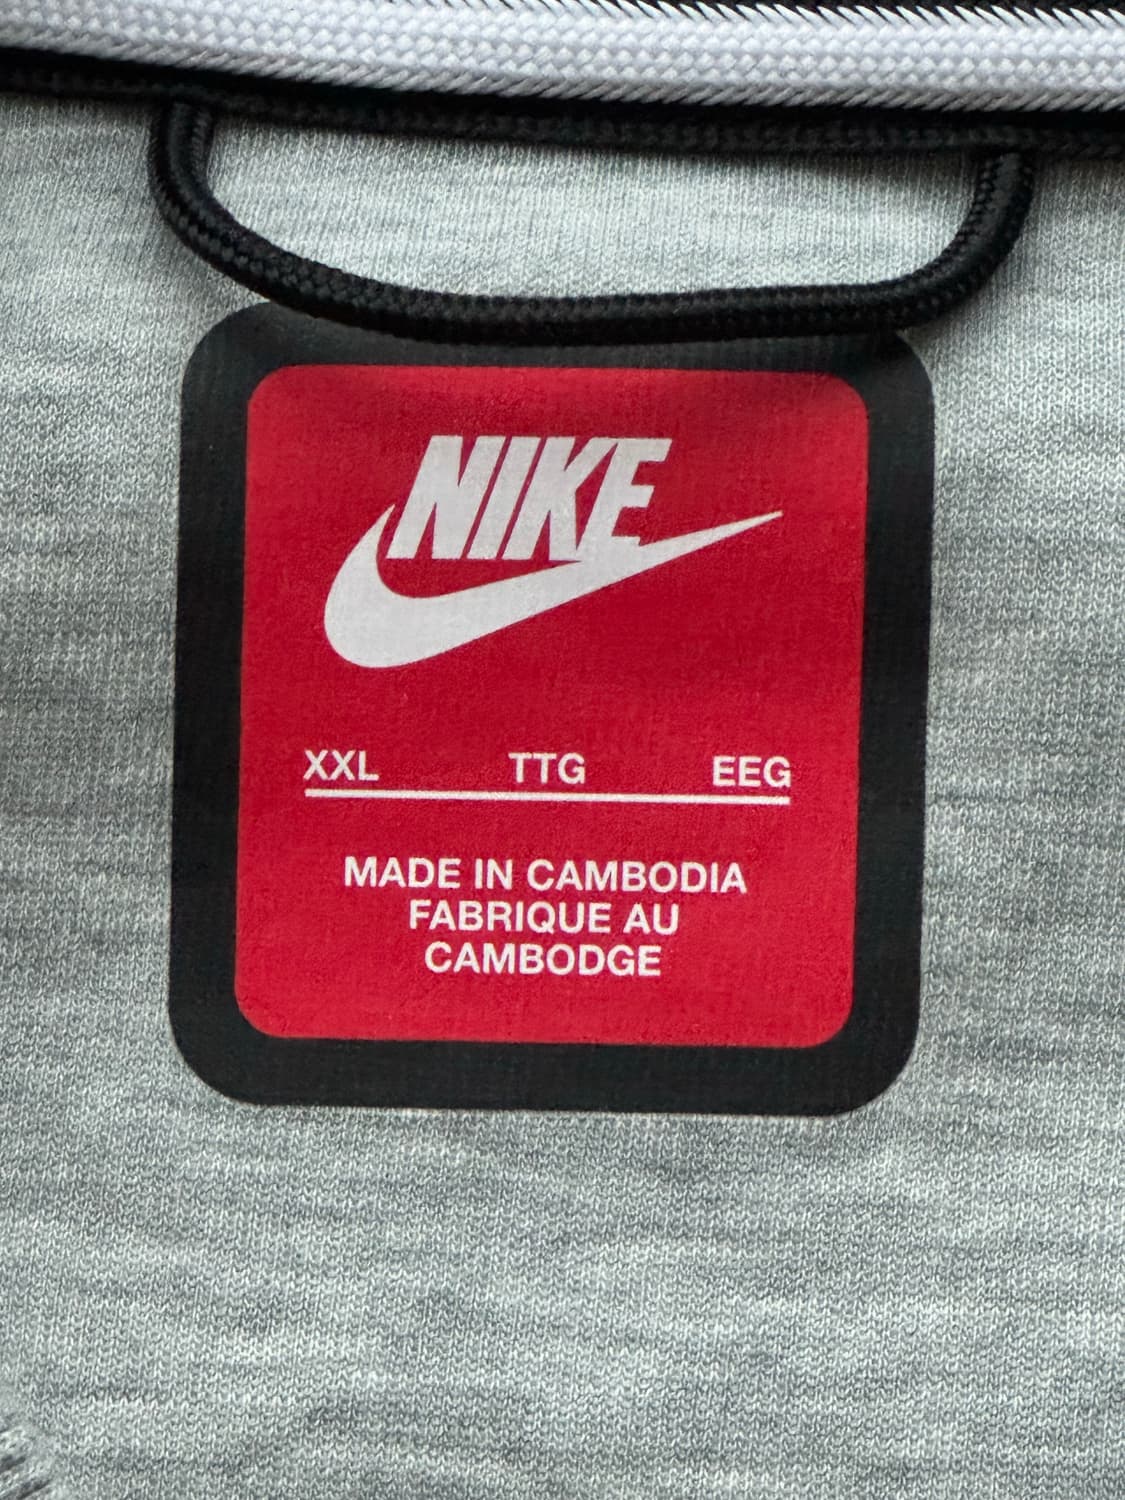 NIKE
XXL TTG EEG
MADE IN CAMBODIA
FABRIQUE AU
CAMBODGE